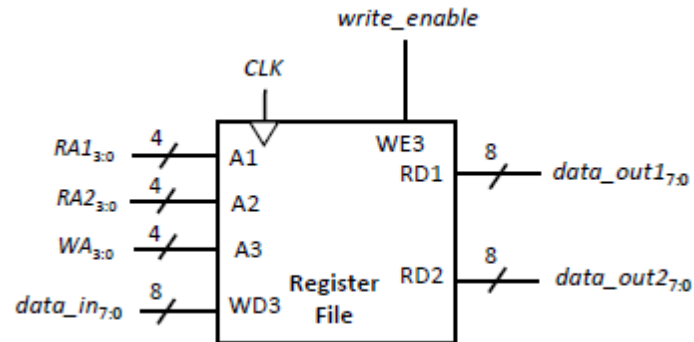 write_enable
CLK
RA13:0 4 A1
WE3
RD1 8 data_out17:0
RA23:0 4 A2
WA3:0 4 A3
data_in7:0 8 WD3
RD2 8 data_out27:0
Register
File